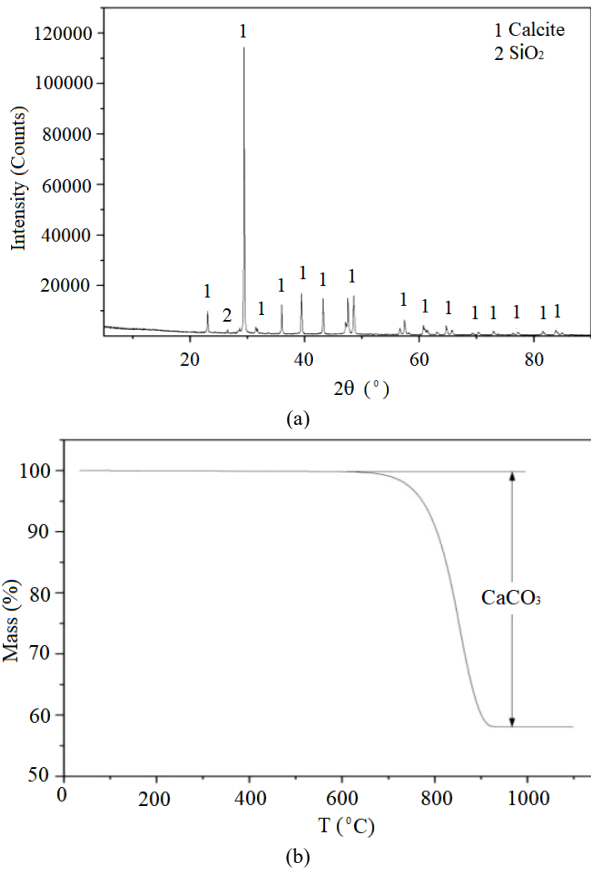 120000
100000
80000
60000
40000
20000
Intensity (Counts)
1 Calcite
2 SiO₂
1
1
2
1
1
1
1
1
1
1
1
1
1
1
1
20 40 60 80
2θ (°)
(a)
100
90
80
70
60
50
Mass (%)
CaCO₃
0 200 400 600 800 1000
T (°C)
(b)